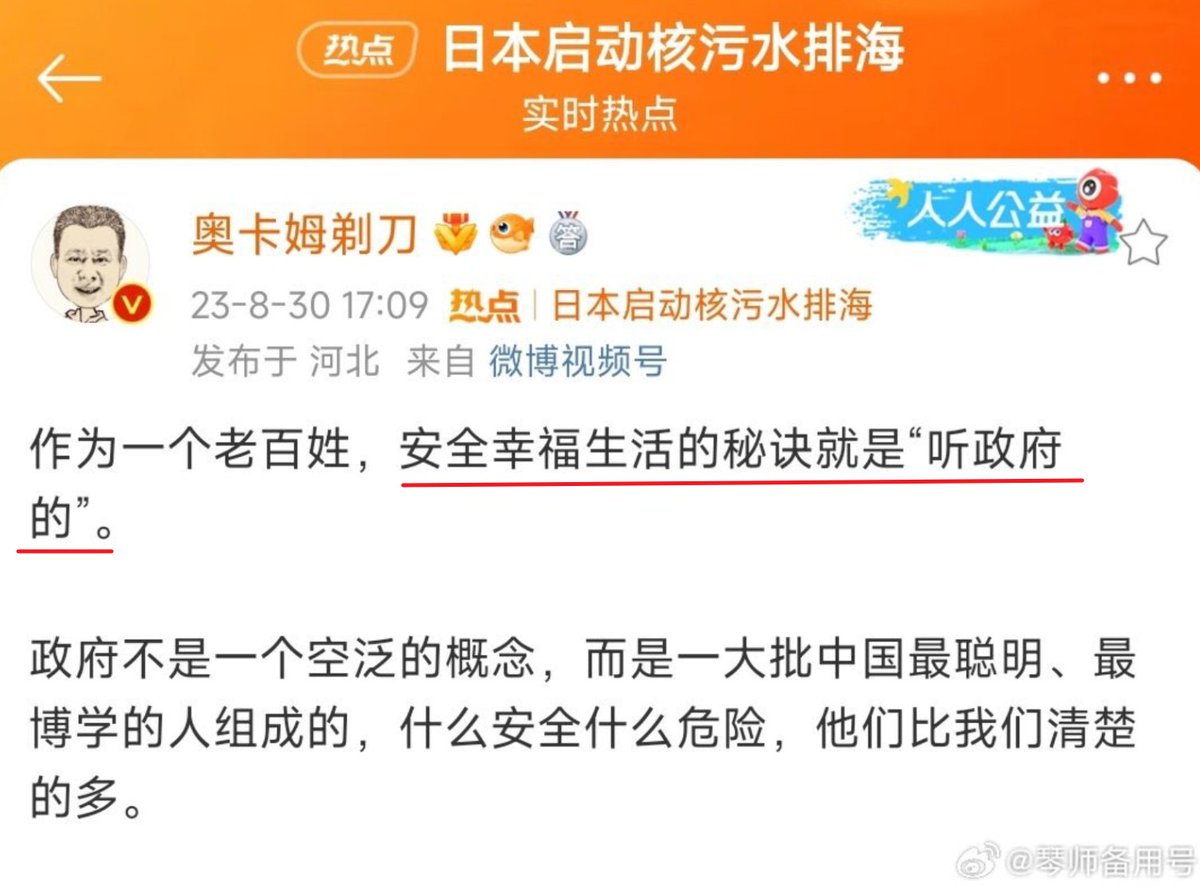 热点 日本启动核污水排海
实时热点
奥卡姆剃刀 答
人人公益
V
23-8-30 17:09 热点 | 日本启动核污水排海
发布于 河北 来自 微博视频号
作为一个老百姓，安全幸福生活的秘诀就是“听政府
的”。
政府不是一个空泛的概念，而是一大批中国最聪明、最
博学的人组成的，什么安全什么危险，他们比我们清楚
的多。
@琴师备用号